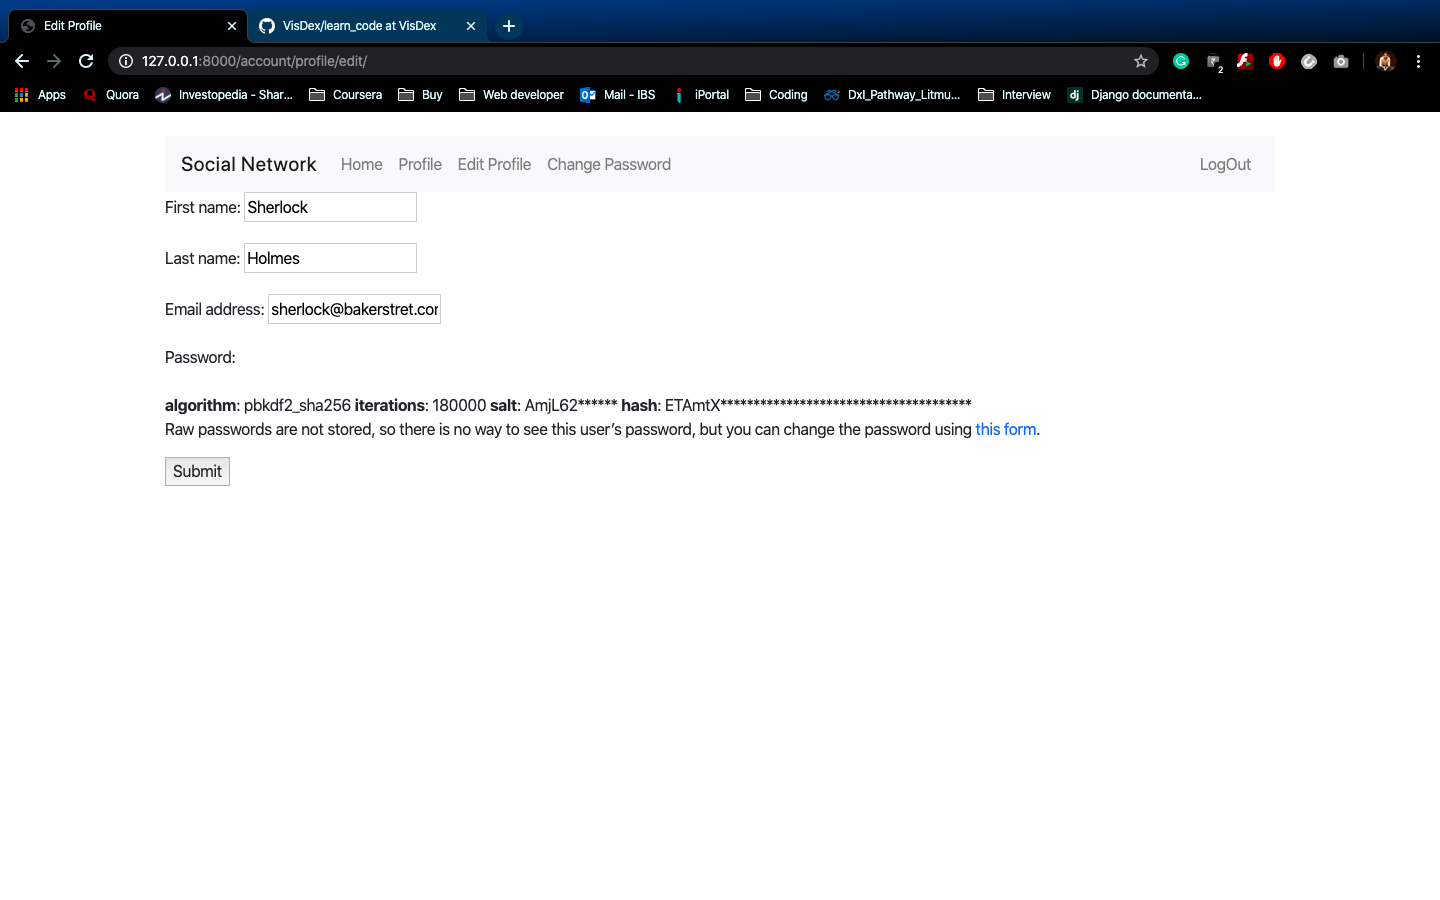 Edit Profile
VisDex/learn_code at VisDex
127.0.0.1:8000/account/profile/edit/
2
Apps
Quora
Investopedia - Shar...
Coursera
Buy
Web developer
Mail - IBS
iPortal
Coding
DxI_Pathway_Litmu...
Interview
dj
Django documenta...
Social Network
Home
Profile
Edit Profile
Change Password
LogOut
First name: Sherlock
Last name: Holmes
Email address: sherlock@bakerstret.cor
Password:
algorithm: pbkdf2_sha256 iterations: 180000 salt: AmjL62****** hash: ETAmtX**************************************
Raw passwords are not stored, so there is no way to see this user’s password, but you can change the password using this form.
Submit